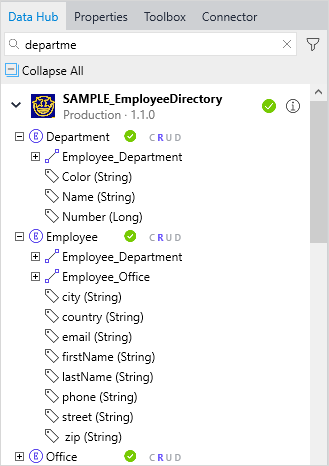 Data Hub Properties Toolbox Connector
departme
Collapse All
SAMPLE_EmployeeDirectory
Production · 1.1.0
E Department CRUD
Employee_Department
Color (String)
Name (String)
Number (Long)
E Employee CRUD
Employee_Department
Employee_Office
city (String)
country (String)
email (String)
firstName (String)
lastName (String)
phone (String)
street (String)
zip (String)
E Office CRUD